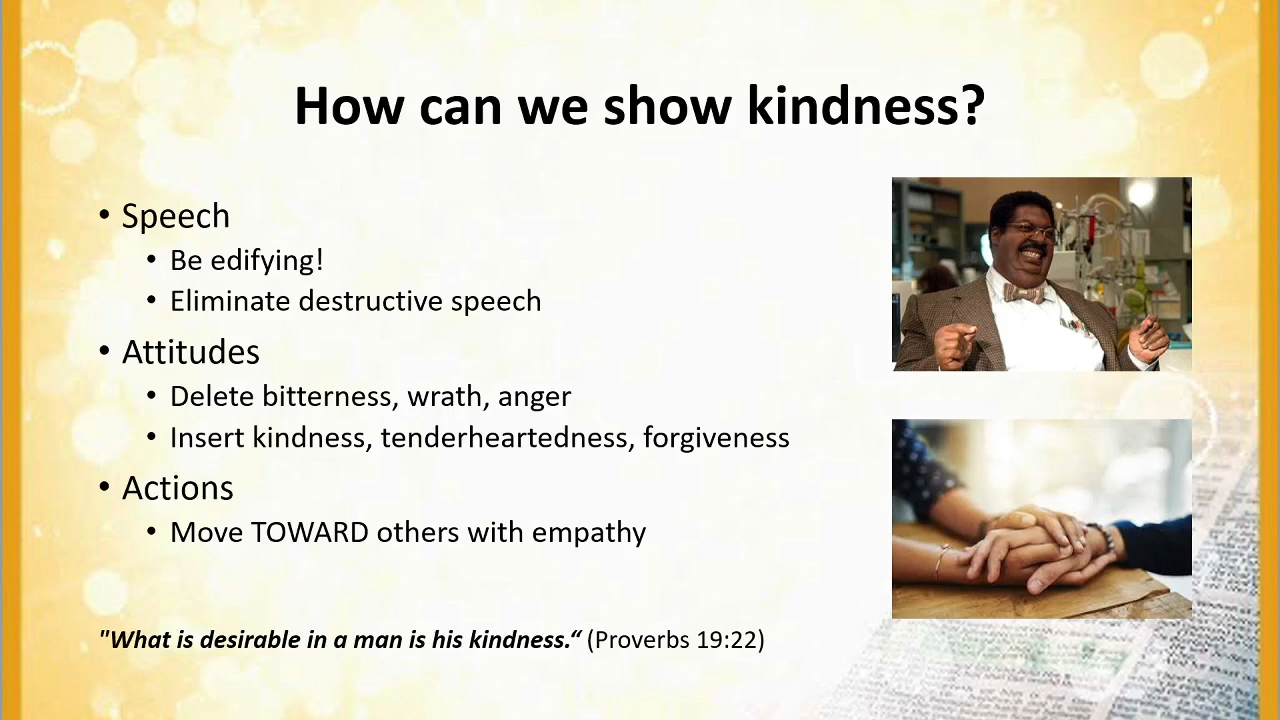 How can we show kindness?
• Speech
• Be edifying!
• Eliminate destructive speech
• Attitudes
• Delete bitterness, wrath, anger
• Insert kindness, tenderheartedness, forgiveness
• Actions
• Move TOWARD others with empathy
"What is desirable in a man is his kindness.“ (Proverbs 19:22)